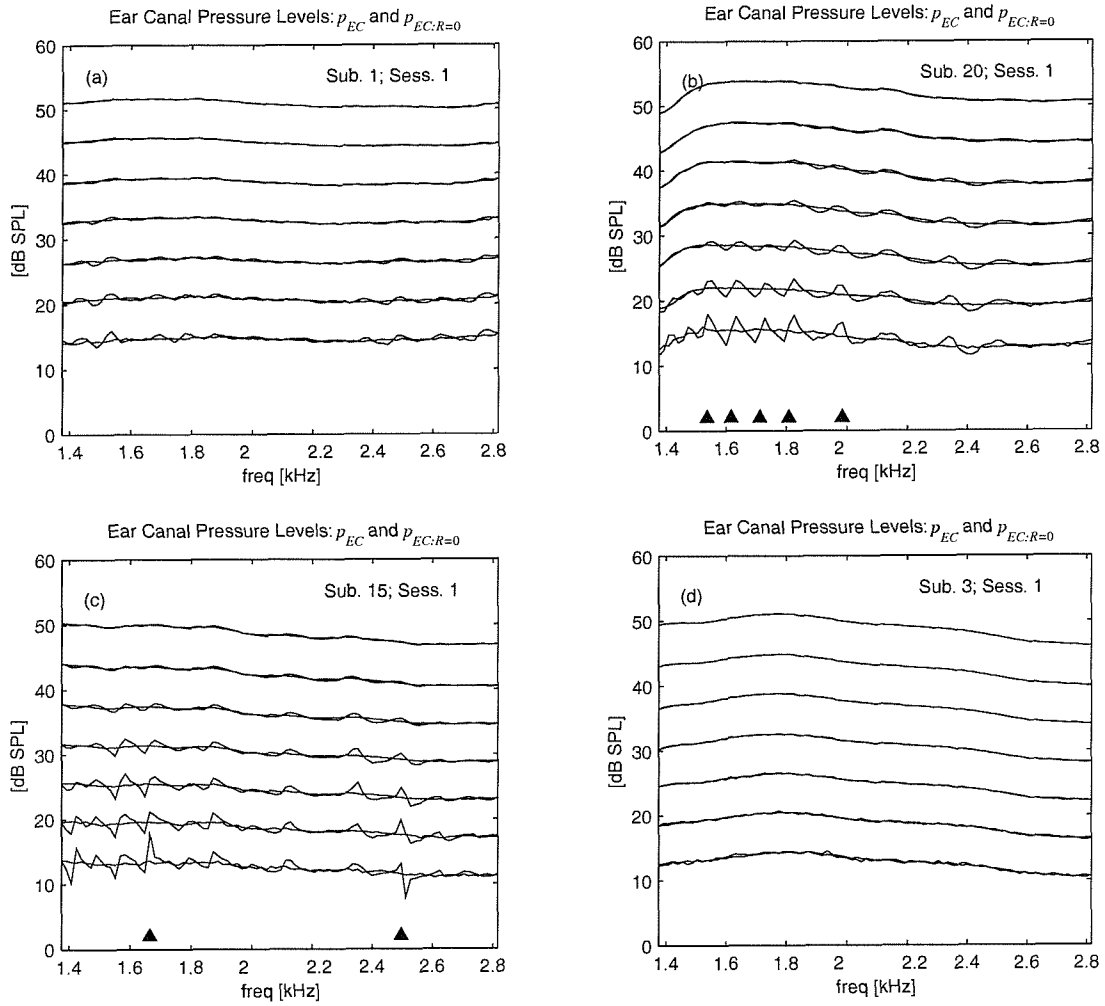 Ear Canal Pressure Levels: p_EC and p_EC:R=0
(a)
Sub. 1; Sess. 1
[dB SPL]
60
50
40
30
20
10
0
1.4 1.6 1.8 2 2.2 2.4 2.6 2.8
freq [kHz]
Ear Canal Pressure Levels: p_EC and p_EC:R=0
(b)
Sub. 20; Sess. 1
[dB SPL]
60
50
40
30
20
10
0
1.4 1.6 1.8 2 2.2 2.4 2.6 2.8
freq [kHz]
Ear Canal Pressure Levels: p_EC and p_EC:R=0
(c)
Sub. 15; Sess. 1
[dB SPL]
60
50
40
30
20
10
0
1.4 1.6 1.8 2 2.2 2.4 2.6 2.8
freq [kHz]
Ear Canal Pressure Levels: p_EC and p_EC:R=0
(d)
Sub. 3; Sess. 1
[dB SPL]
60
50
40
30
20
10
0
1.4 1.6 1.8 2 2.2 2.4 2.6 2.8
freq [kHz]